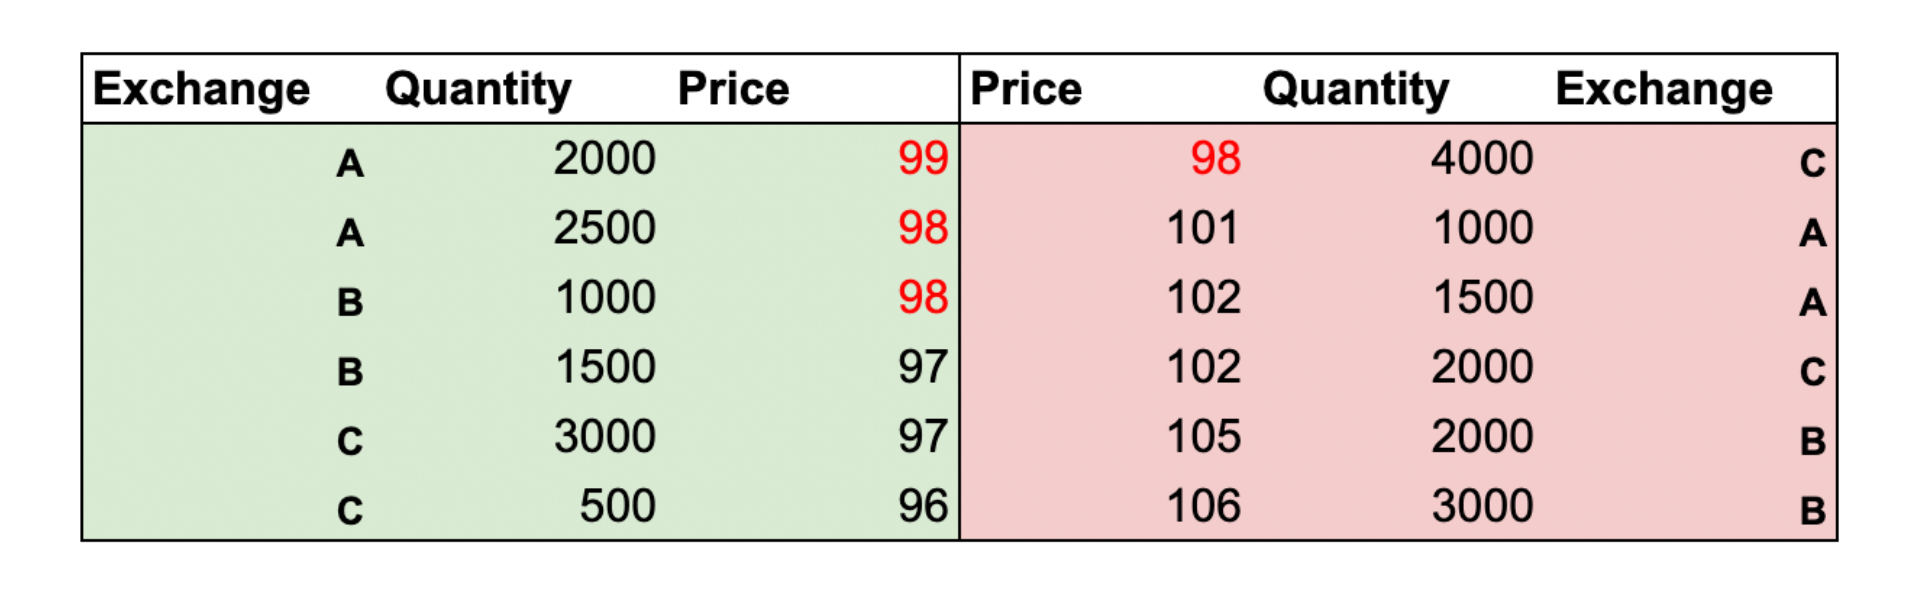 Exchange Quantity Price Price Quantity Exchange
A 2000 99 98 4000 C
A 2500 98 101 1000 A
B 1000 98 102 1500 A
B 1500 97 102 2000 C
C 3000 97 105 2000 B
C 500 96 106 3000 B